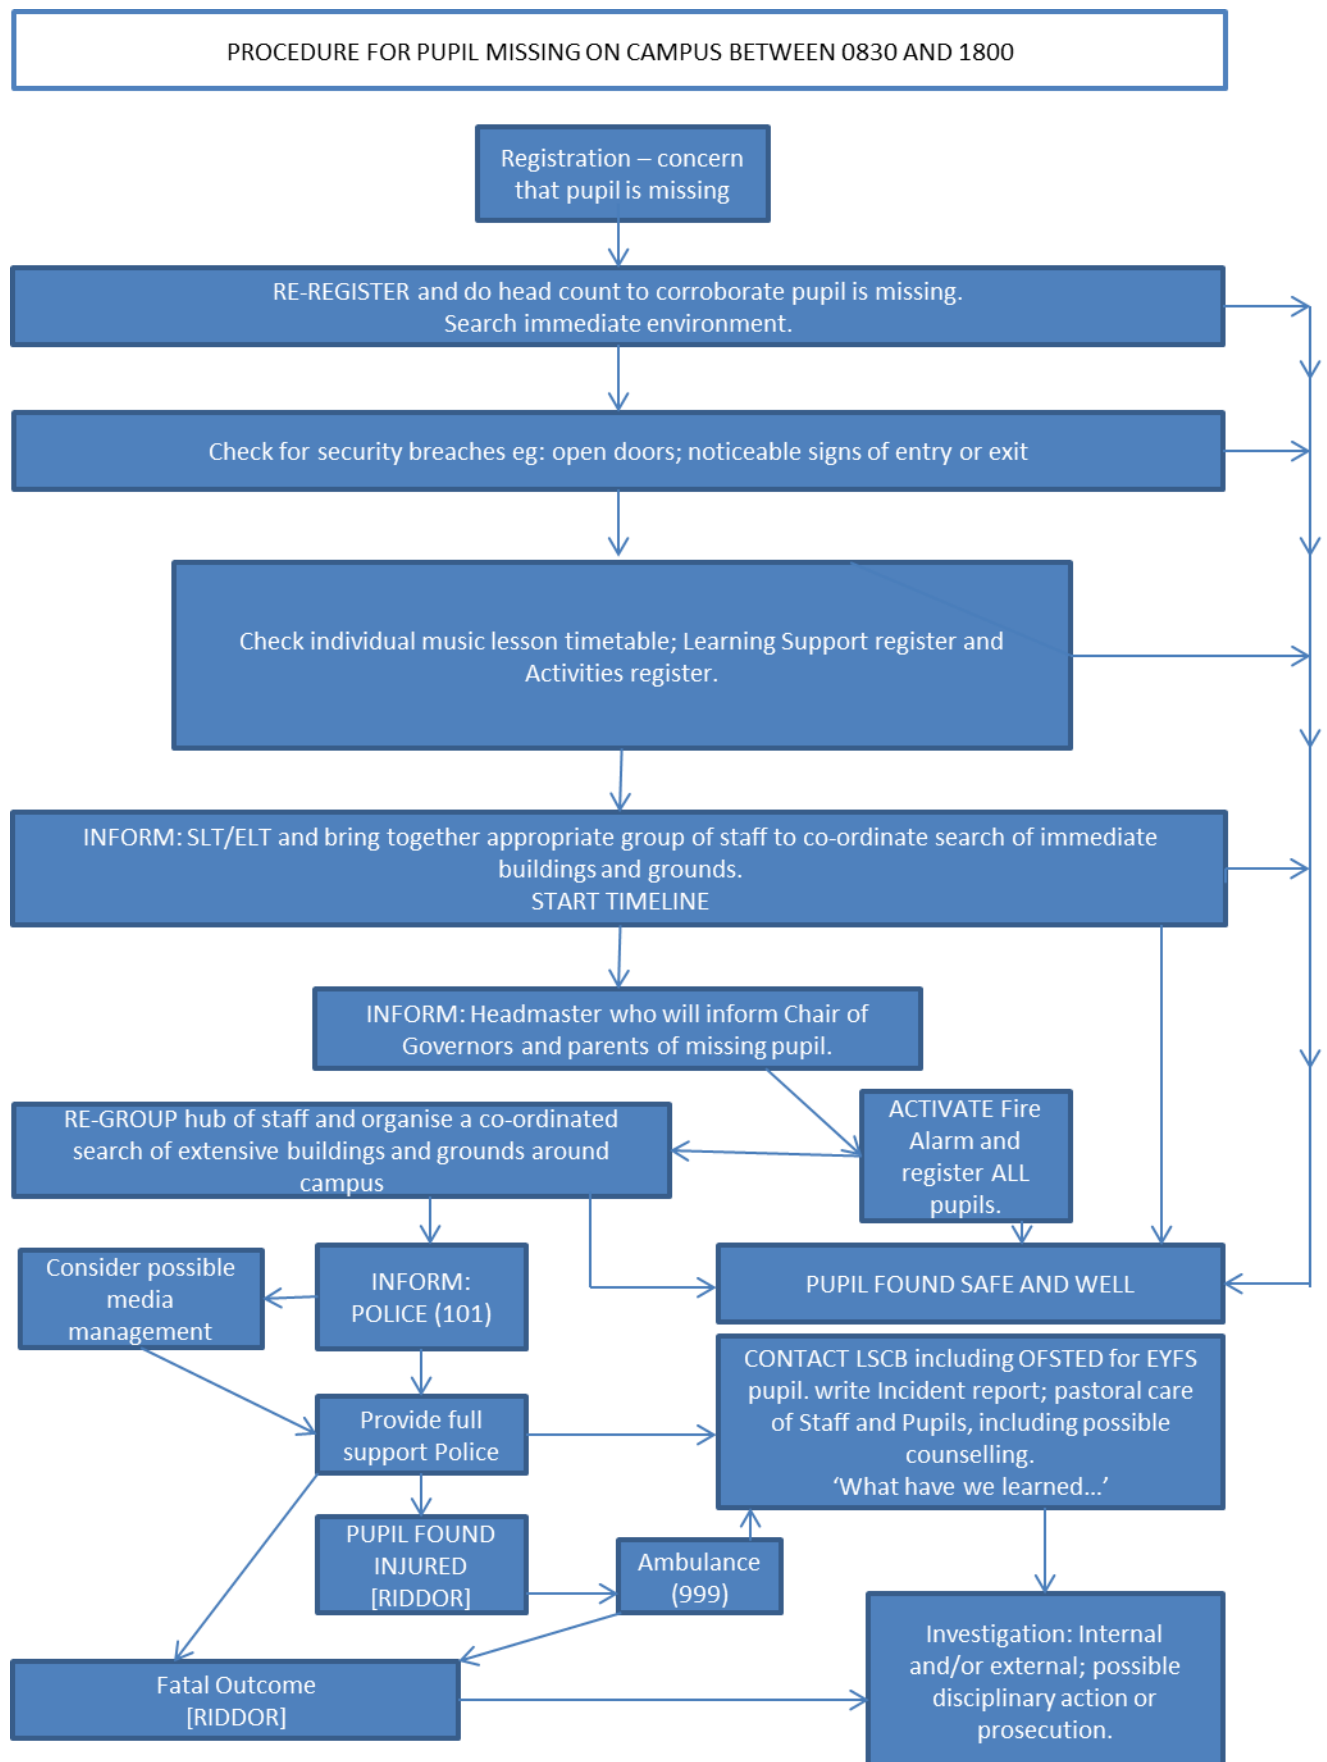 PROCEDURE FOR PUPIL MISSING ON CAMPUS BETWEEN 0830 AND 1800
Registration – concern
that pupil is missing
RE-REGISTER and do head count to corroborate pupil is missing.
Search immediate environment.
Check for security breaches eg: open doors; noticeable signs of entry or exit
Check individual music lesson timetable; Learning Support register and
Activities register.
INFORM: SLT/ELT and bring together appropriate group of staff to co-ordinate search of immediate
buildings and grounds.
START TIMELINE
INFORM: Headmaster who will inform Chair of
Governors and parents of missing pupil.
RE-GROUP hub of staff and organise a co-ordinated
search of extensive buildings and grounds around
campus
ACTIVATE Fire
Alarm and
register ALL
pupils.
Consider possible
media
management
INFORM:
POLICE (101)
PUPIL FOUND SAFE AND WELL
Provide full
support Police
CONTACT LSCB including OFSTED for EYFS
pupil. write Incident report; pastoral care
of Staff and Pupils, including possible
counselling.
‘What have we learned...’
PUPIL FOUND
INJURED
[RIDDOR]
Ambulance
(999)
Fatal Outcome
[RIDDOR]
Investigation: Internal
and/or external; possible
disciplinary action or
prosecution.